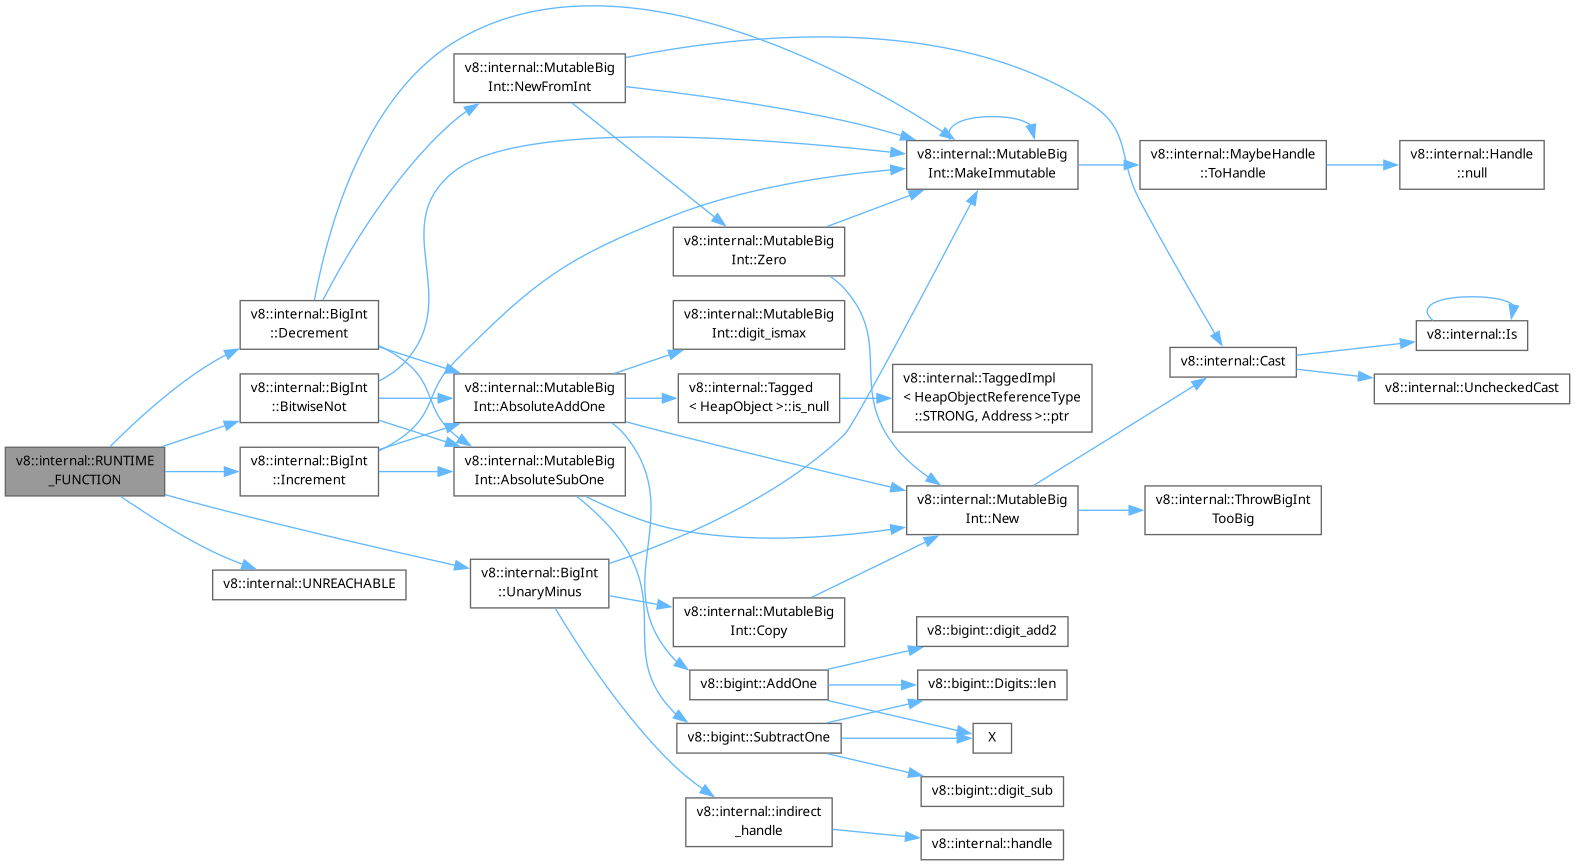 v8::internal::RUNTIME
_FUNCTION
v8::internal::BigInt
::Decrement
v8::internal::BigInt
::BitwiseNot
v8::internal::BigInt
::Increment
v8::internal::UNREACHABLE
v8::internal::MutableBig
Int::NewFromInt
v8::internal::MutableBig
Int::AbsoluteAddOne
v8::internal::MutableBig
Int::AbsoluteSubOne
v8::internal::BigInt
::UnaryMinus
v8::internal::MutableBig
Int::Zero
v8::internal::MutableBig
Int::digit_ismax
v8::internal::Tagged
< HeapObject >::is_null
v8::internal::MutableBig
Int::Copy
v8::bigint::AddOne
v8::bigint::SubtractOne
v8::internal::indirect
_handle
v8::internal::MutableBig
Int::MakeImmutable
v8::internal::TaggedImpl
< HeapObjectReferenceType
::STRONG, Address >::ptr
v8::internal::MutableBig
Int::New
v8::bigint::digit_add2
v8::bigint::Digits::len
X
v8::bigint::digit_sub
v8::internal::handle
v8::internal::MaybeHandle
::ToHandle
v8::internal::Cast
v8::internal::ThrowBigInt
TooBig
v8::internal::Handle
::null
v8::internal::Is
v8::internal::UncheckedCast